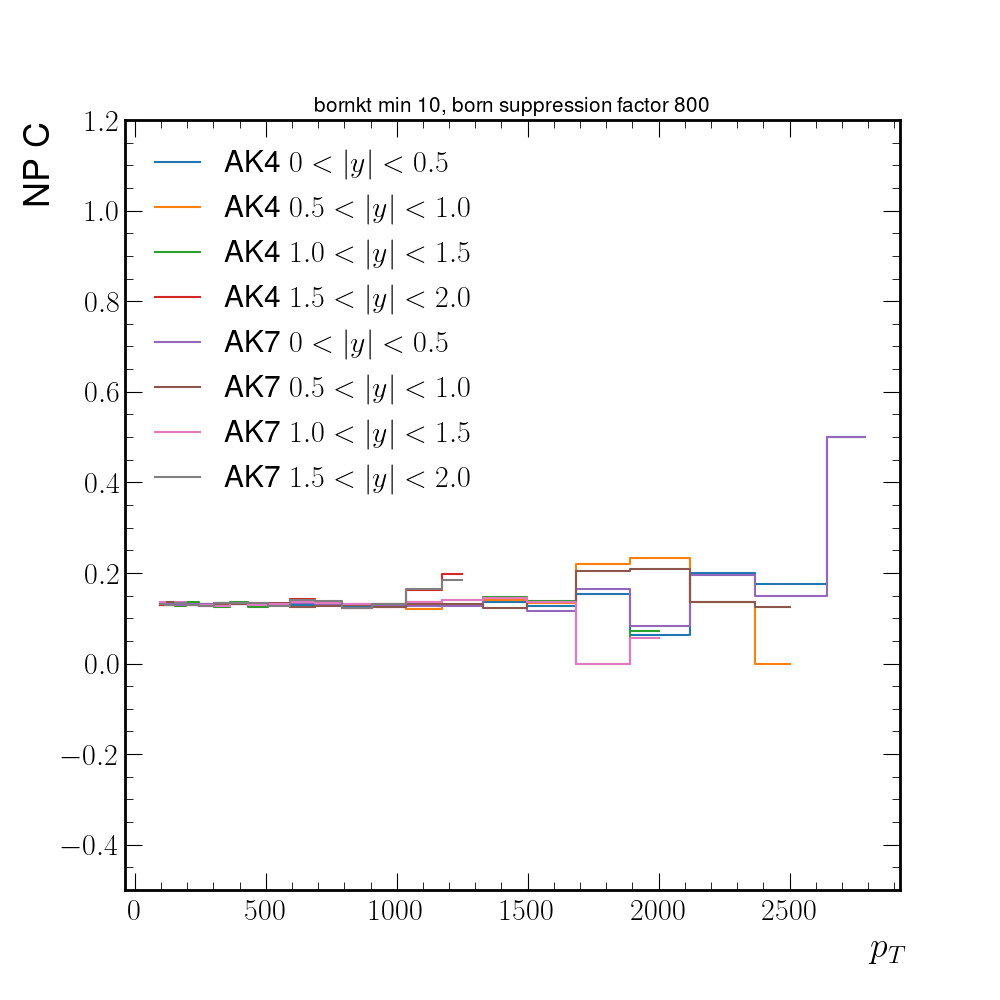 bornkt min 10, born suppression factor 800
NP C
1.2
1.0
0.8
0.6
0.4
0.2
0.0
−0.2
−0.4
AK4 0 < |y| < 0.5
AK4 0.5 < |y| < 1.0
AK4 1.0 < |y| < 1.5
AK4 1.5 < |y| < 2.0
AK7 0 < |y| < 0.5
AK7 0.5 < |y| < 1.0
AK7 1.0 < |y| < 1.5
AK7 1.5 < |y| < 2.0
0 500 1000 1500 2000 2500
p_T